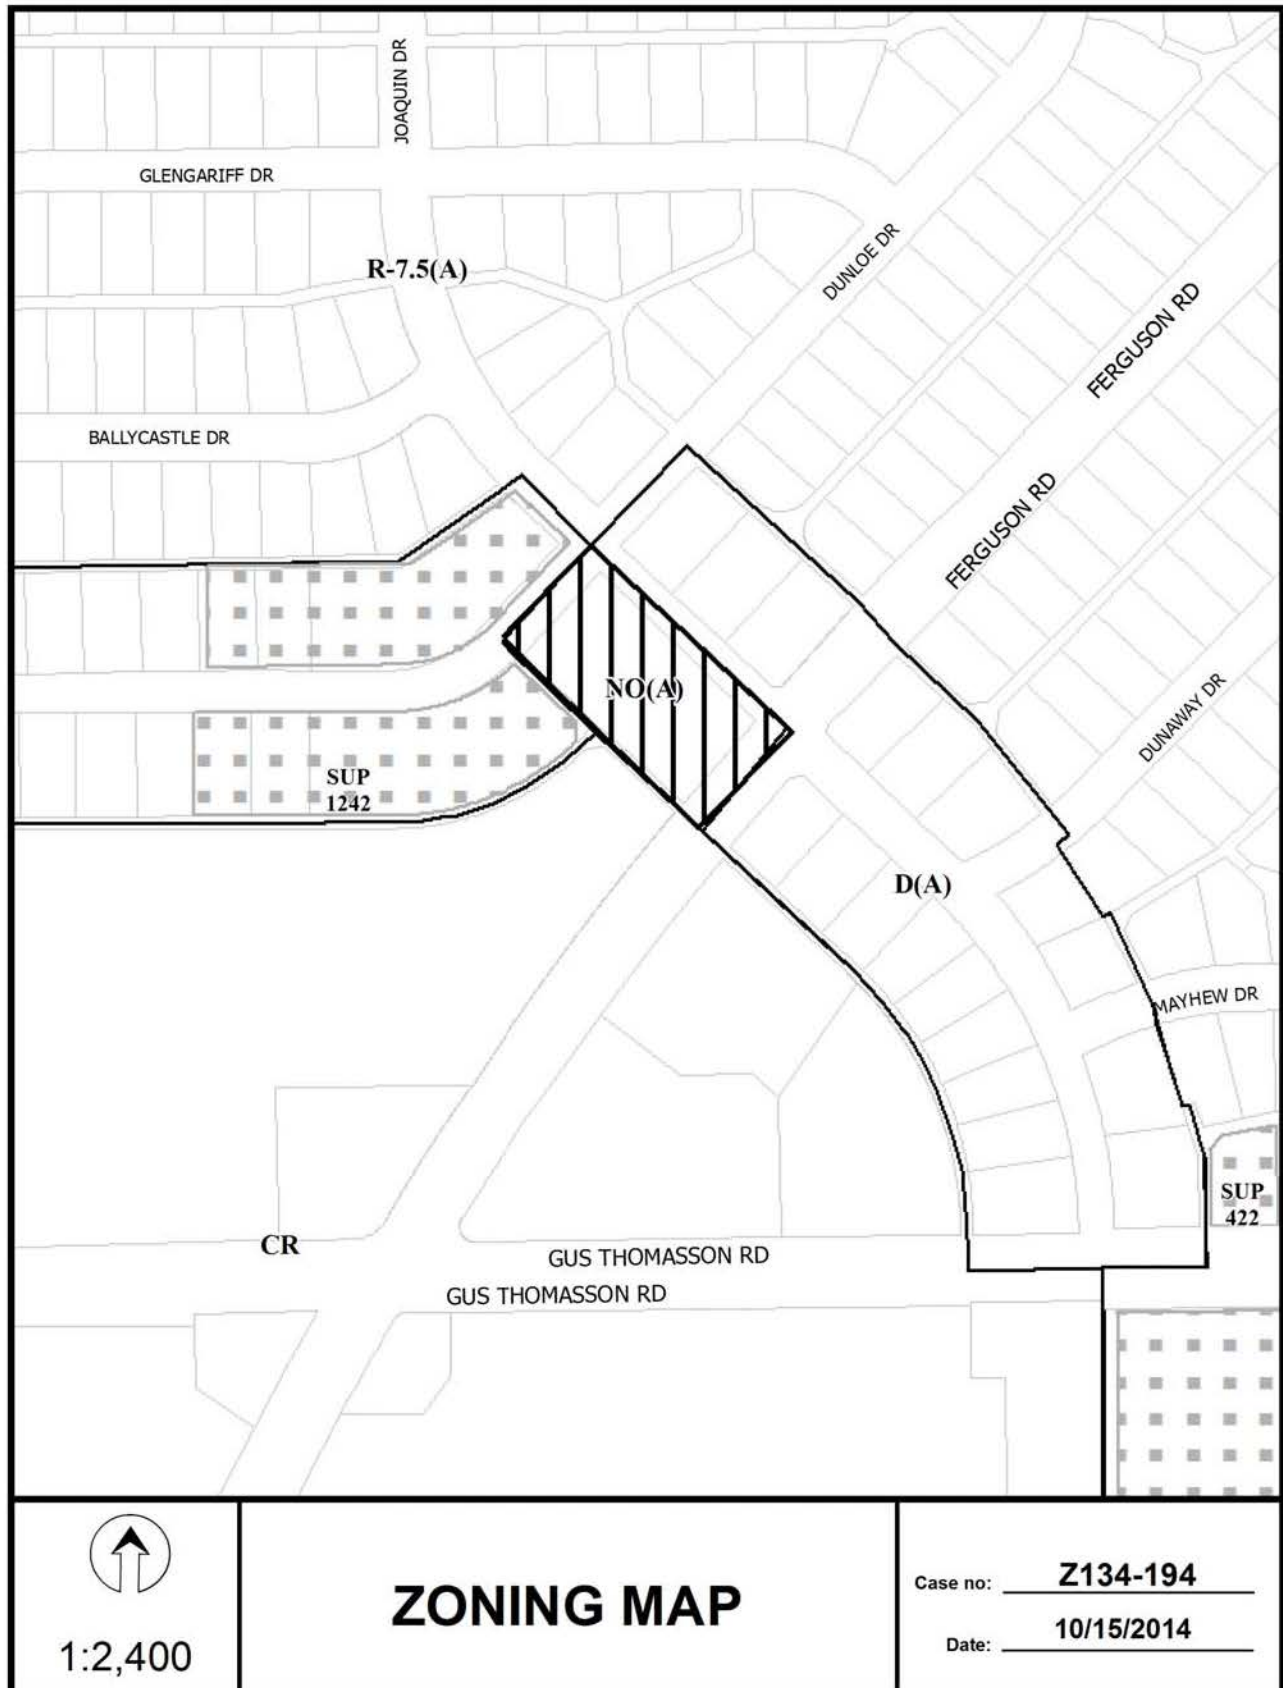 JOAQUIN DR
GLENGARIFF DR
R-7.5(A)
DUNLOE DR
FERGUSON RD
BALLYCASTLE DR
FERGUSON RD
NO(A)
DUNAWAY DR
SUP
1242
D(A)
MAYHEW DR
SUP
422
CR
GUS THOMASSON RD
GUS THOMASSON RD
1:2,400
ZONING MAP
Case no: Z134-194
Date: 10/15/2014